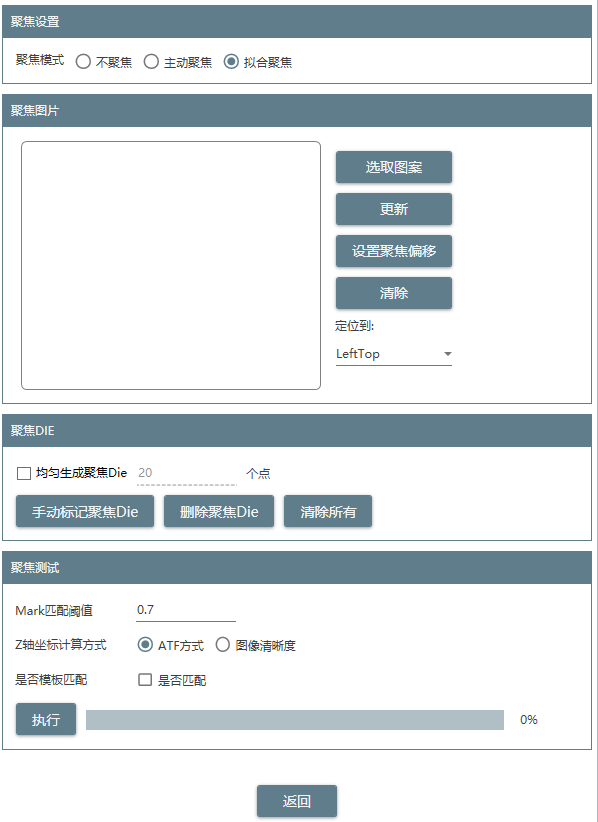 聚焦设置
聚焦模式 不聚焦 主动聚焦 拟合聚焦
聚焦图片
选取图案
更新
设置聚焦偏移
清除
定位到:
LeftTop
聚焦DIE
均匀生成聚焦Die 20 个点
手动标记聚焦Die 删除聚焦Die 清除所有
聚焦测试
Mark匹配阈值 0.7
Z轴坐标计算方式 ATF方式 图像清晰度
是否模板匹配 是否匹配
执行 0%
返回